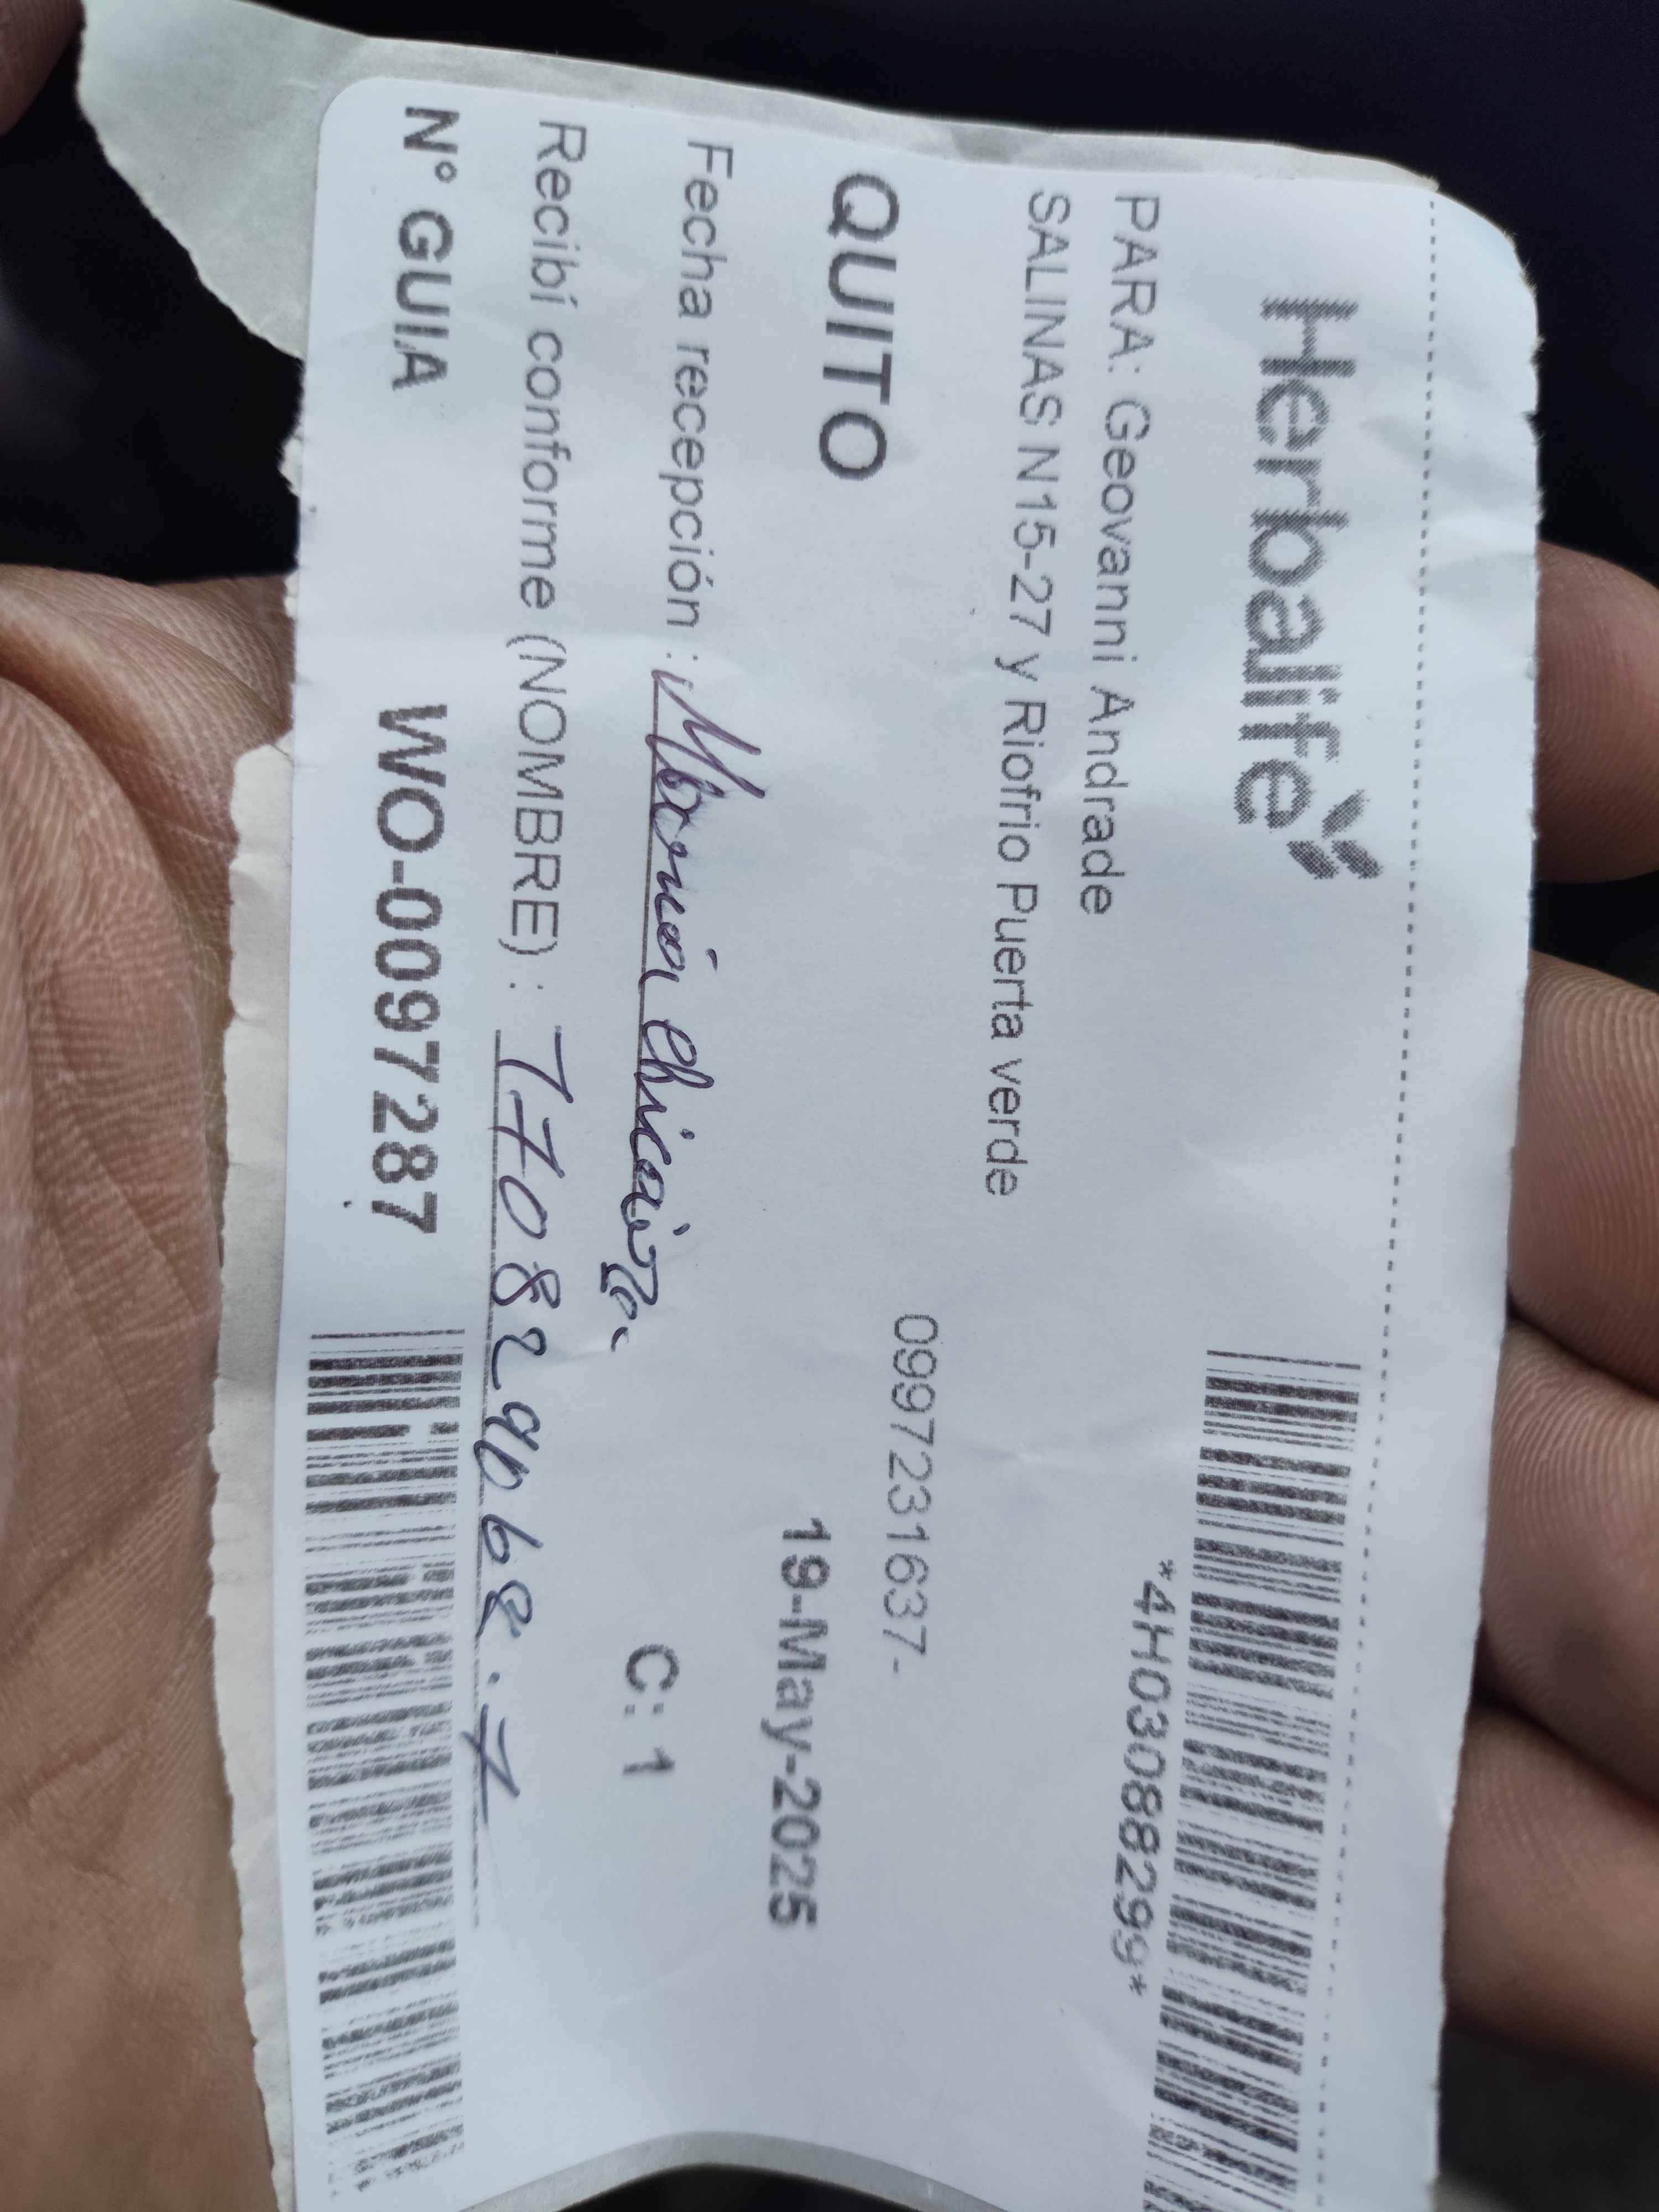 Herbalife
*4H03088299*
PARA: Geovanni Andrade
SALINAS N15-27 y Riofrio Puerta verde
0997231637-
QUITO
19-May-2025
Fecha recepción :
C: 1
Recibí conforme (NOMBRE) :
N° GUIA WO-0097287